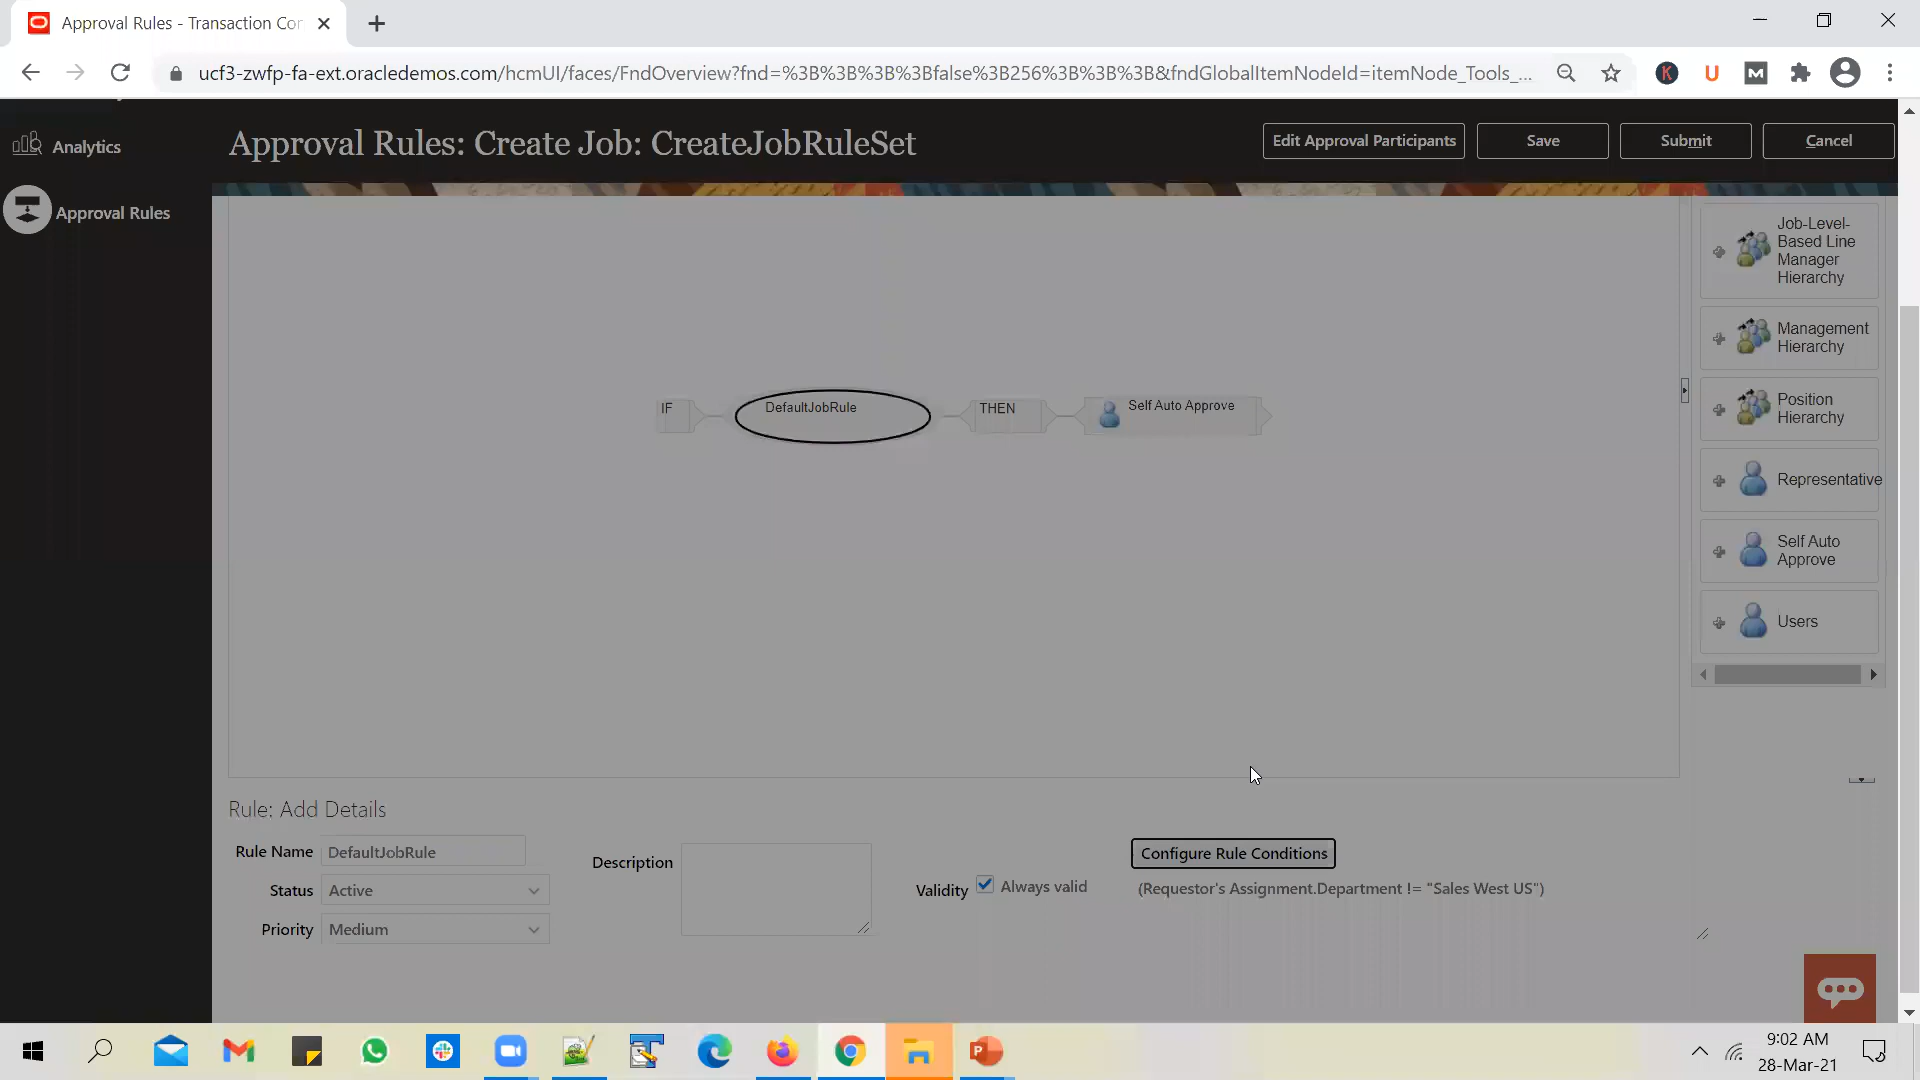 Approval Rules - Transaction Cor
ucf3-zwfp-fa-ext.oracledemos.com/hcmUI/faces/FndOverview?fnd=%3B%3B%3B%3Bfalse%3B256%3B%3B%3B&fndGlobalItemNodeId=itemNode_Tools_...
Analytics
Approval Rules
Approval Rules: Create Job: CreateJobRuleSet
Edit Approval Participants
Save
Submit
Cancel
IF
DefaultJobRule
THEN
Self Auto Approve
Job-Level-
Based Line
Manager
Hierarchy
Management
Hierarchy
Position
Hierarchy
Representative
Self Auto
Approve
Users
Rule: Add Details
Rule Name DefaultJobRule
Status Active
Priority Medium
Description
Validity Always valid
Configure Rule Conditions
(Requestor's Assignment.Department != "Sales West US")
9:02 AM
28-Mar-21